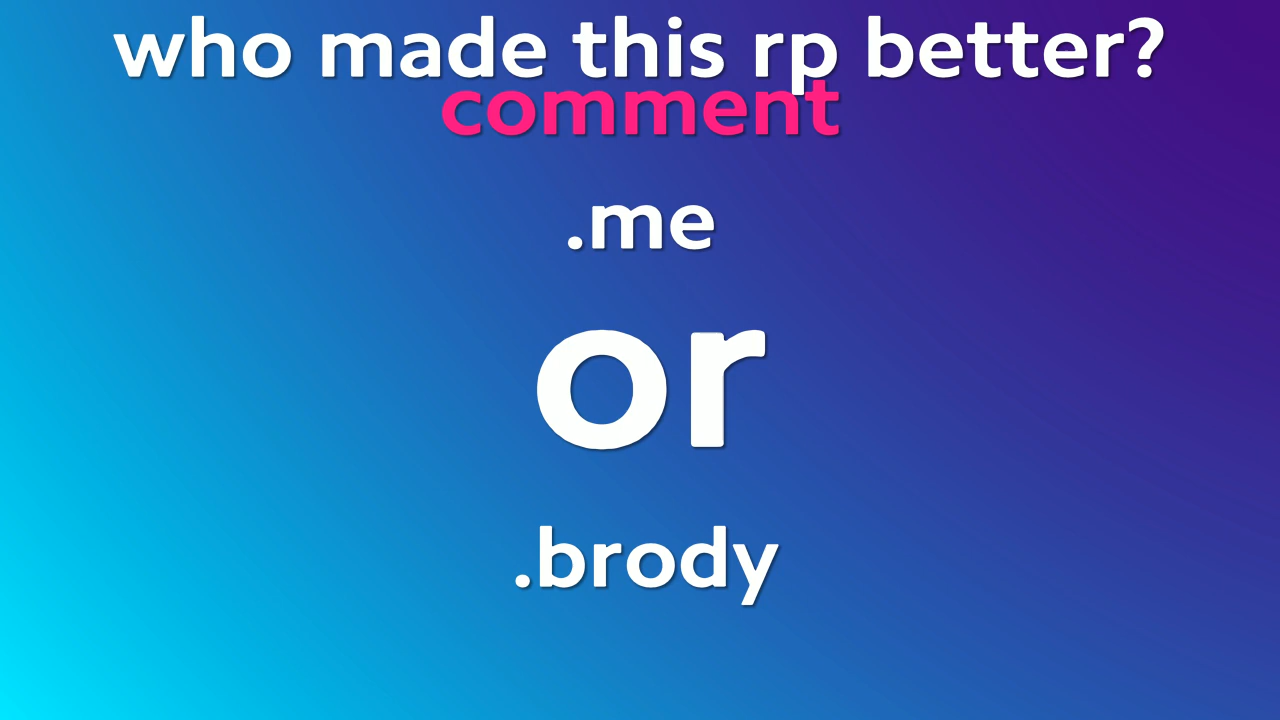 who made this rp better?
comment
.me
or
.brody